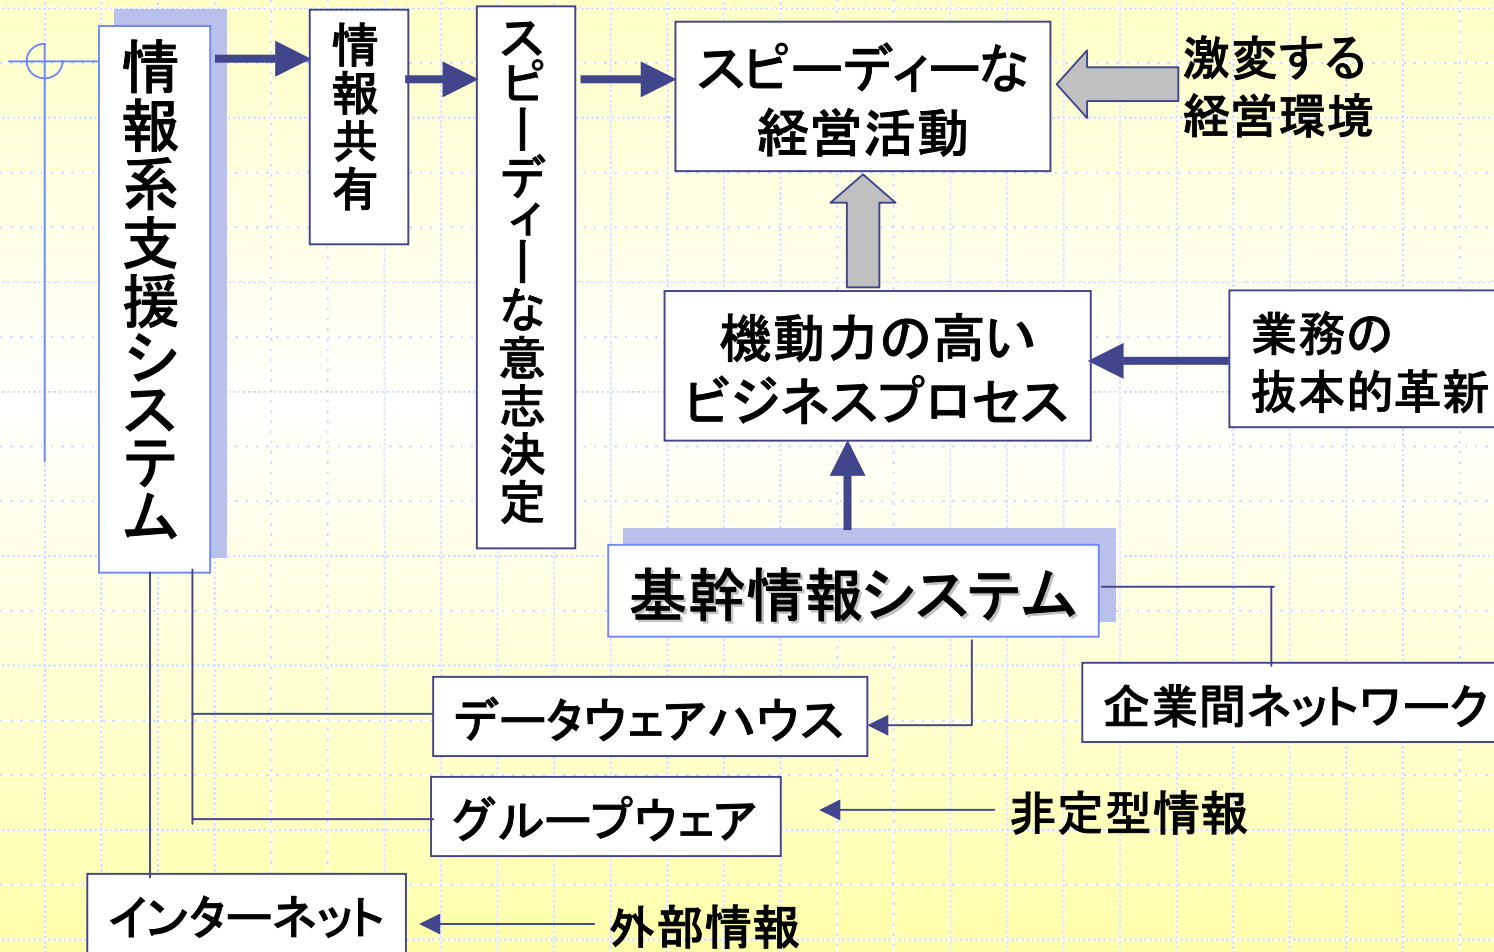 情報系支援システム
情報共有
スピーディーな意志決定
スピーディーな
経営活動
激変する
経営環境
機動力の高い
ビジネスプロセス
業務の
抜本的革新
基幹情報システム
データウェアハウス
企業間ネットワーク
グループウェア
非定型情報
インターネット
外部情報